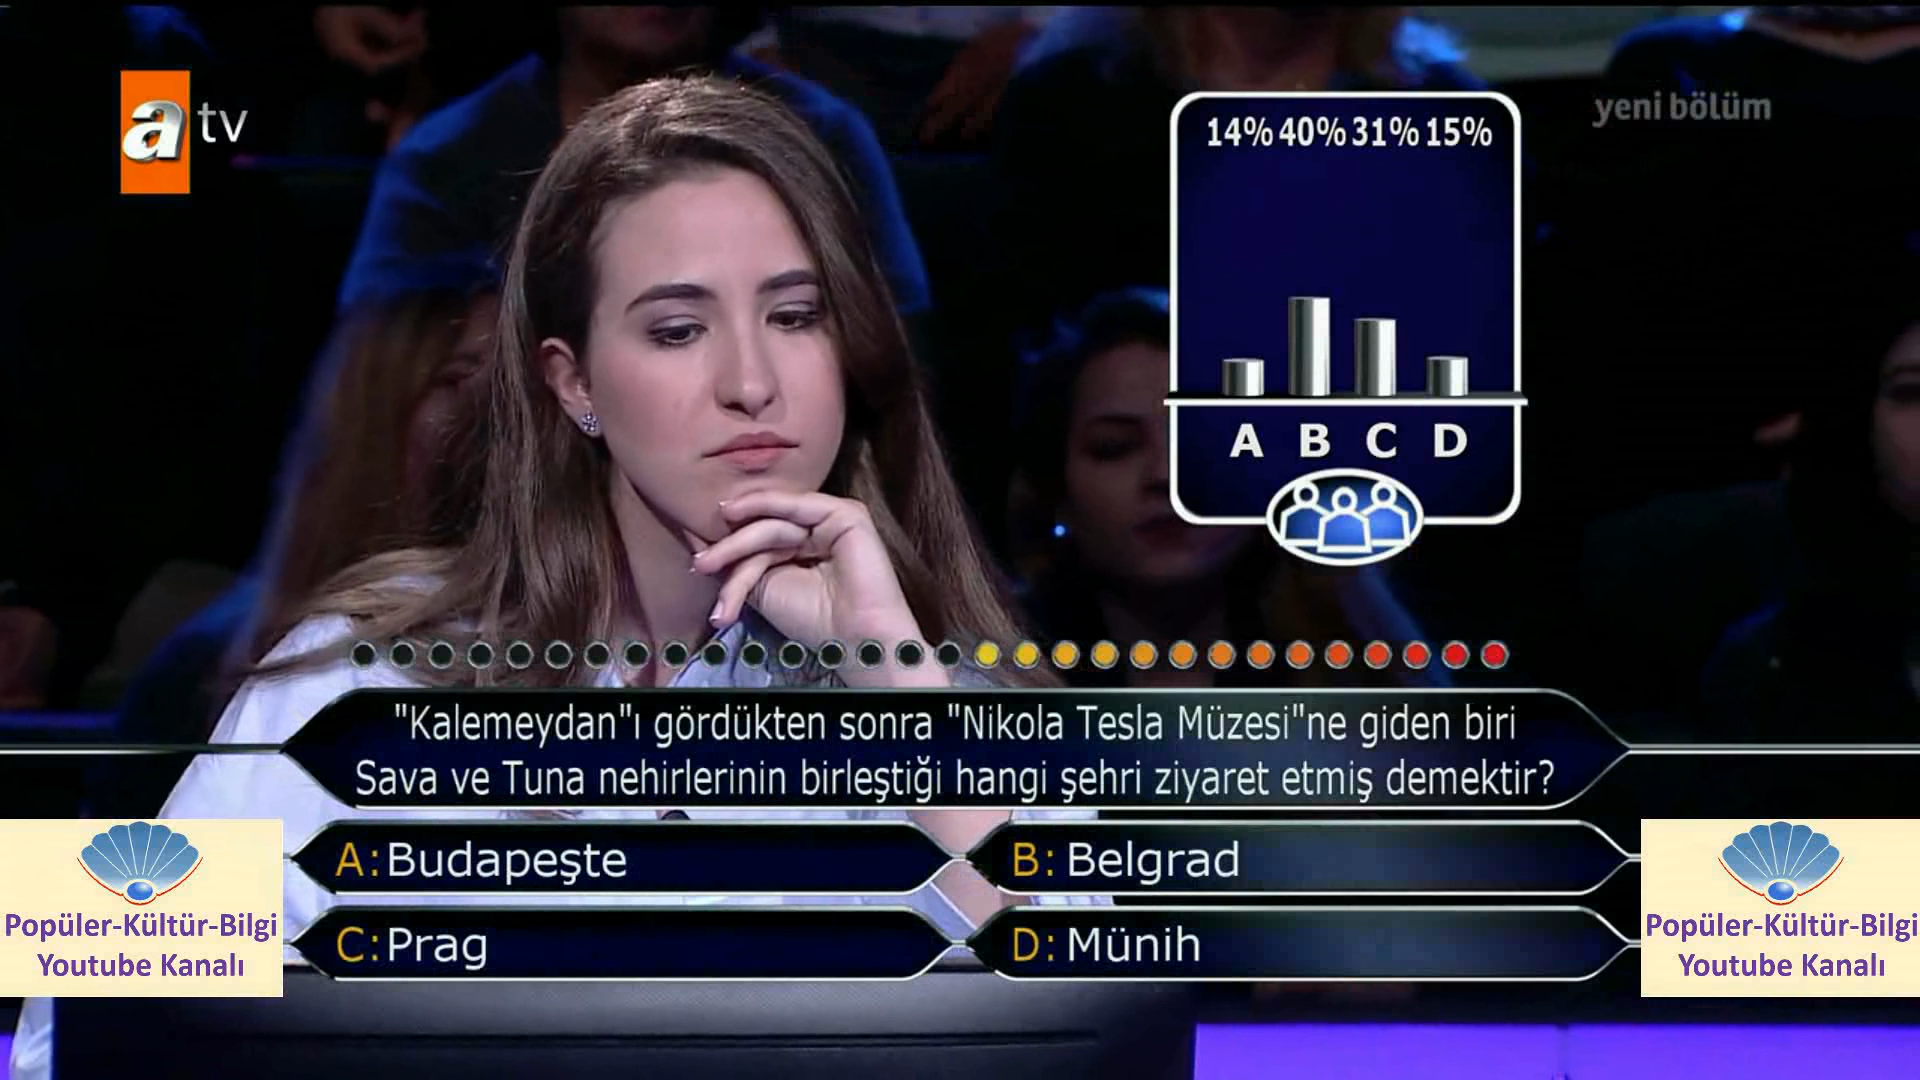 a tv
yeni bölüm
14% 40% 31% 15%
A B C D
"Kalemeydan"ı gördükten sonra "Nikola Tesla Müzesi"ne giden biri
Sava ve Tuna nehirlerinin birleştiği hangi şehri ziyaret etmiş demektir?
A: Budapeşte
B: Belgrad
C: Prag
D: Münih
Popüler-Kültür-Bilgi
Youtube Kanalı
Popüler-Kültür-Bilgi
Youtube Kanalı